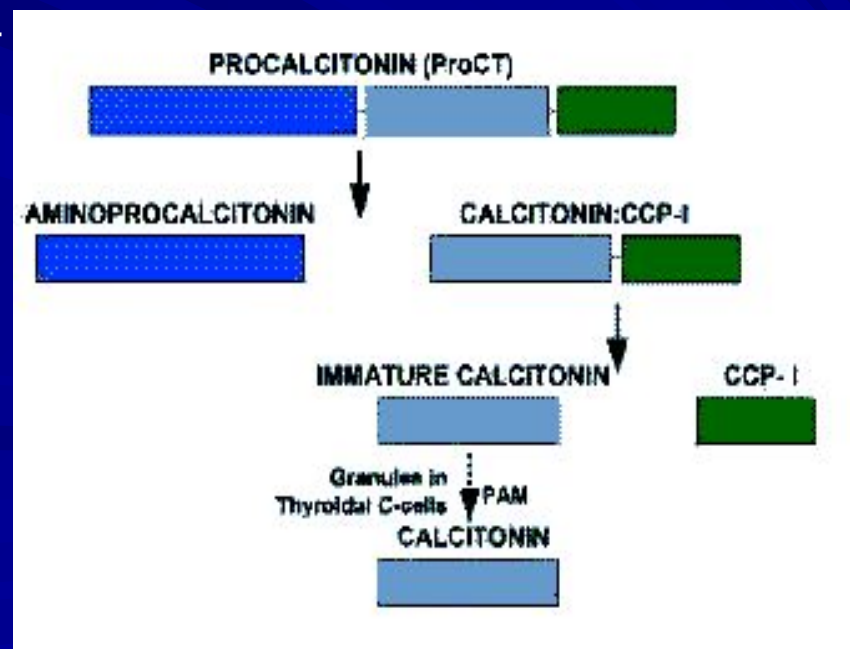 PROCALCITONIN (ProCT)
AMINOPROCALCITONIN
CALCITONIN:CCP-I
IMMATURE CALCITONIN
CCP- I
Granules in
Thyroidal C-cells
PAM
CALCITONIN